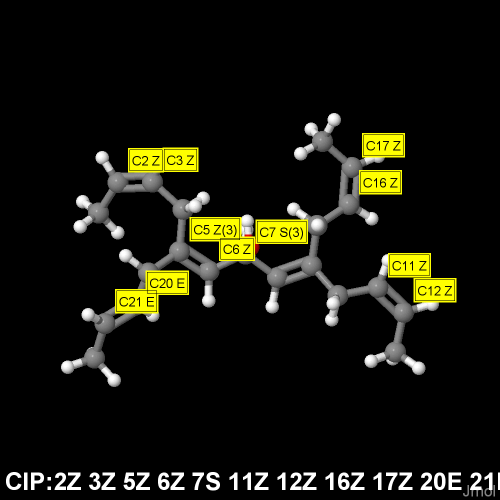 C17 Z
C2 Z C3 Z
C16 Z
C5 Z(3) C7 S(3)
C6 Z
C11 Z
C20 E
C12 Z
C21 E
CIP:2Z 3Z 5Z 6Z 7S 11Z 12Z 16Z 17Z 20E 21
Jmol